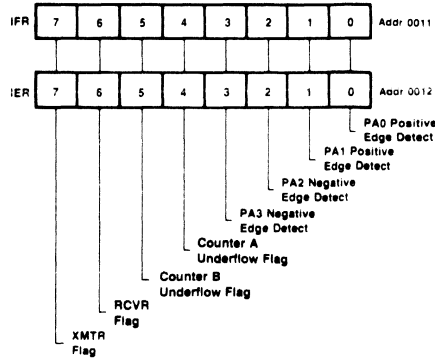 IFR 7 6 5 4 3 2 1 0 Addr 0011
IER 7 6 5 4 3 2 1 0 Addr 0012
PA0 Positive
Edge Detect
PA1 Positive
Edge Detect
PA2 Negative
Edge Detect
PA3 Negative
Edge Detect
Counter A
Underflow Flag
Counter B
Underflow Flag
RCVR
Flag
XMTR
Flag